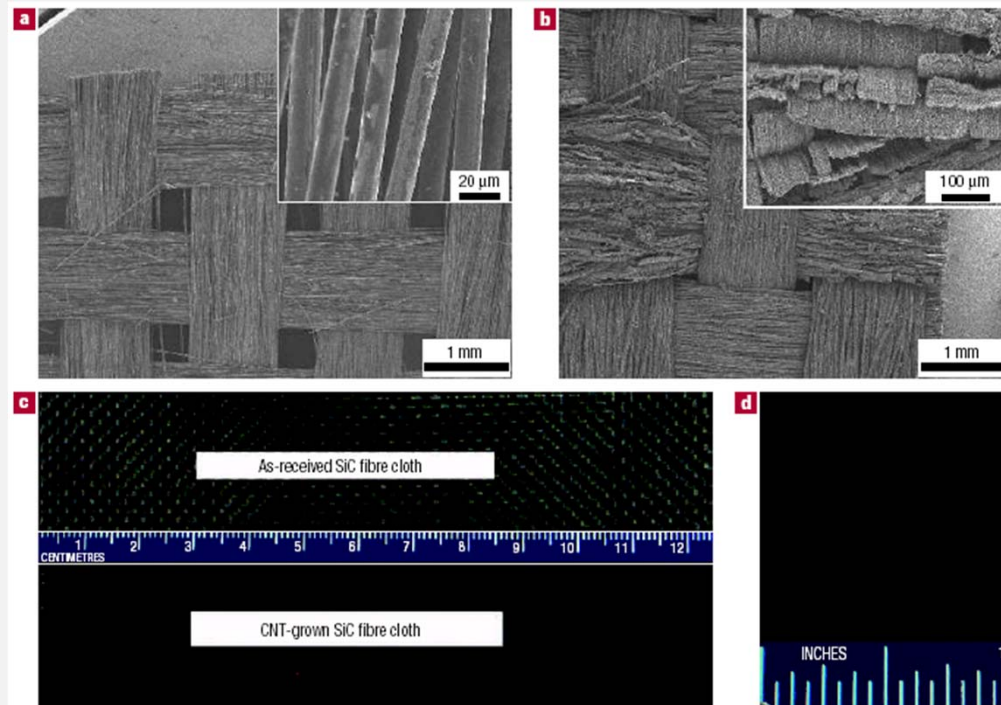 a
20 µm
1 mm
b
100 µm
1 mm
c
As-received SiC fibre cloth
1 2 3 4 5 6 7 8 9 10 11 12
CENTIMETRES
CNT-grown SiC fibre cloth
d
INCHES